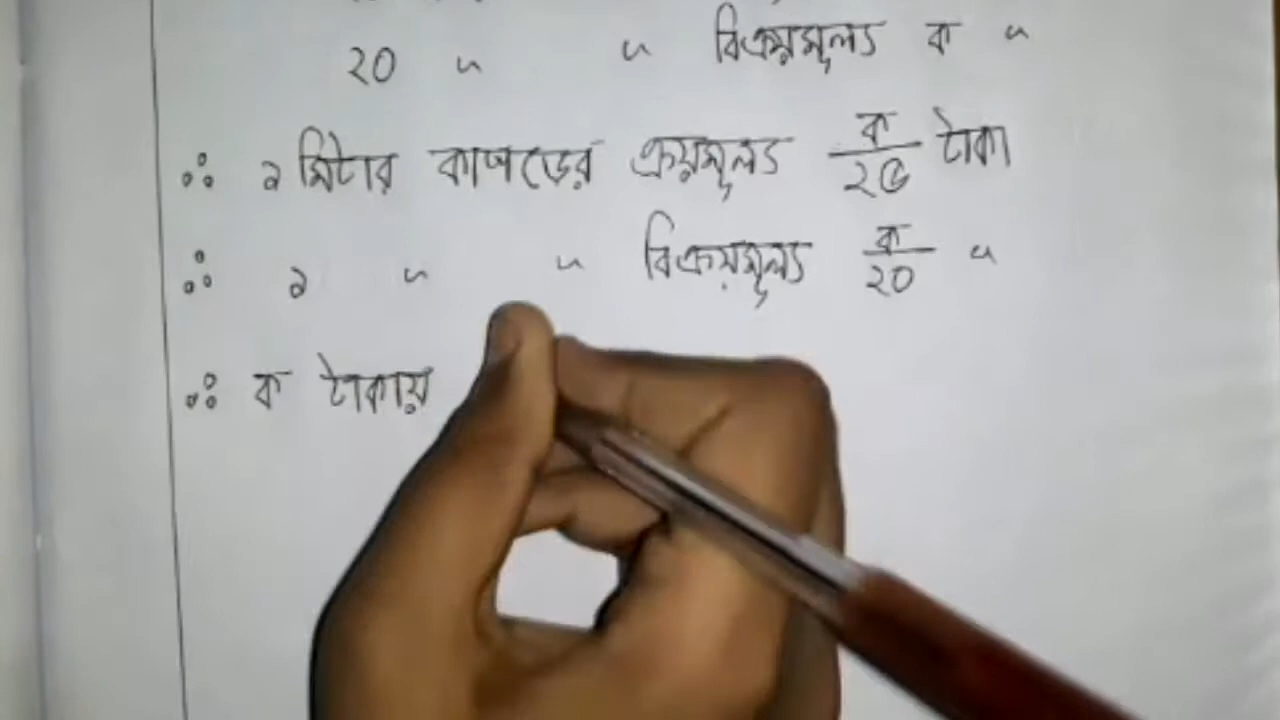 ২০ " " বিক্রয়মূল্য ক "
∴ ১ মিটার কাপড়ের ক্রয়মূল্য ক/২৫ টাকা
∴ ১ " " বিক্রয়মূল্য ক/২০ "
∴ ক টাকায়